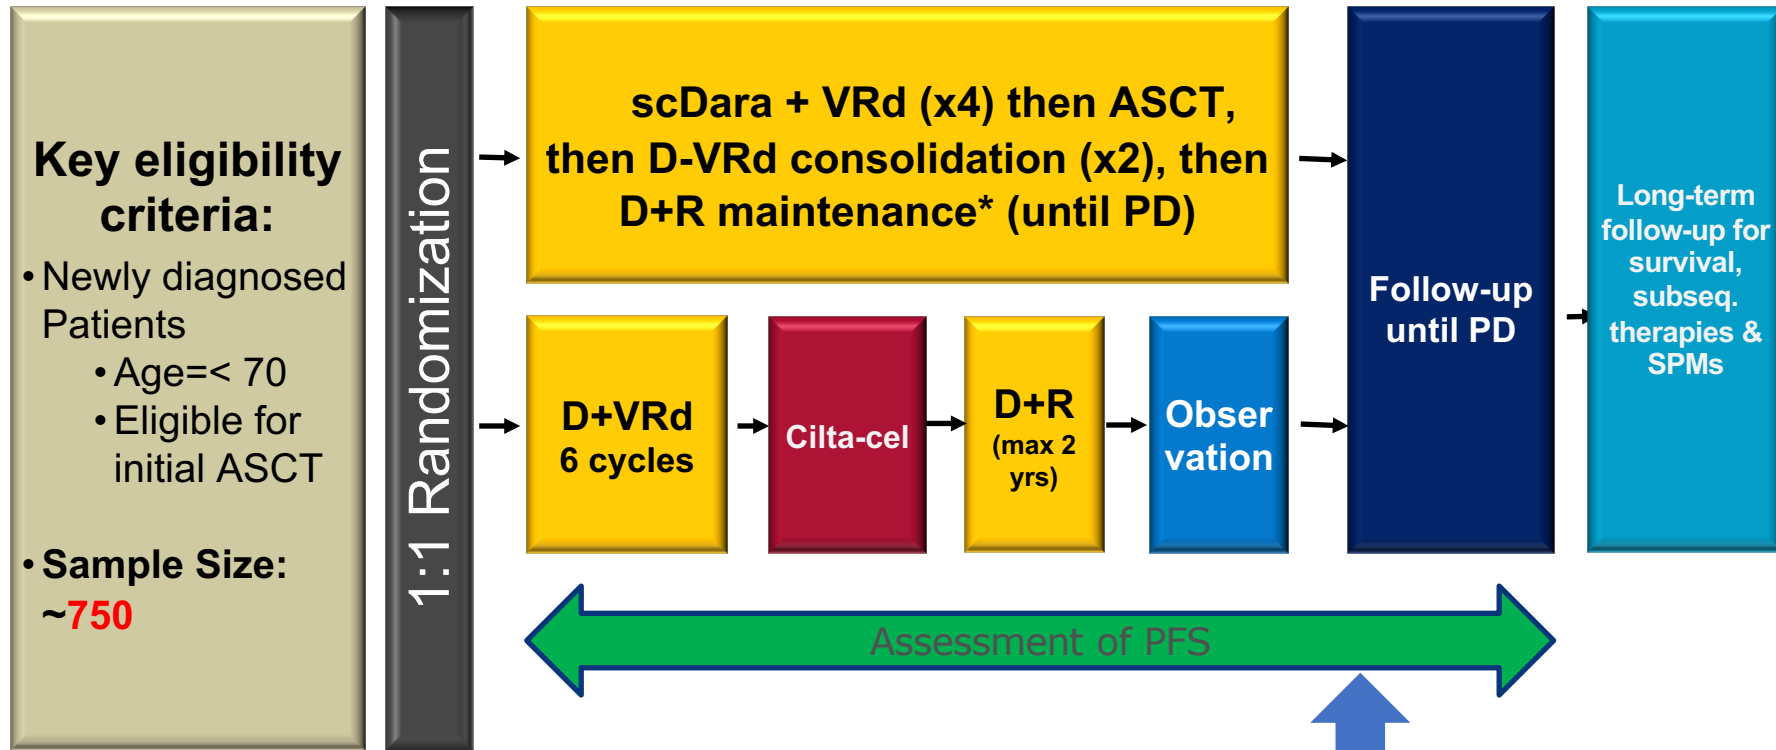 Key eligibility
criteria:
• Newly diagnosed
Patients
• Age=< 70
• Eligible for
initial ASCT
• Sample Size:
~750
1:1 Randomization
scDara + VRd (x4) then ASCT,
then D-VRd consolidation (x2), then
D+R maintenance* (until PD)
D+VRd
6 cycles
Cilta-cel
D+R
(max 2
yrs)
Obser
vation
Follow-up
until PD
Long-term
follow-up for
survival,
subseq.
therapies &
SPMs
Assessment of PFS